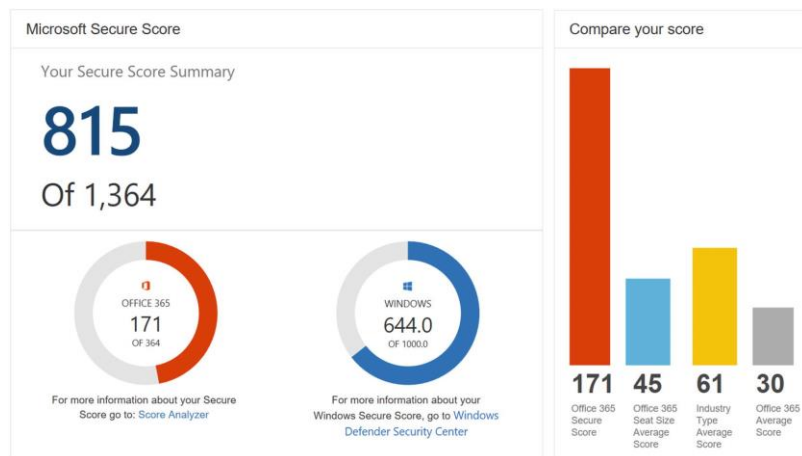 Microsoft Secure Score
Your Secure Score Summary
815
Of 1,364
OFFICE 365
171
OF 364
For more information about your Secure
Score go to: Score Analyzer
WINDOWS
644.0
OF 1000.0
For more information about your
Windows Secure Score, go to Windows
Defender Security Center
Compare your score
171
Office 365
Secure
Score
45
Office 365
Seat Size
Average
Score
61
Industry
Type
Average
Score
30
Office 365
Average
Score